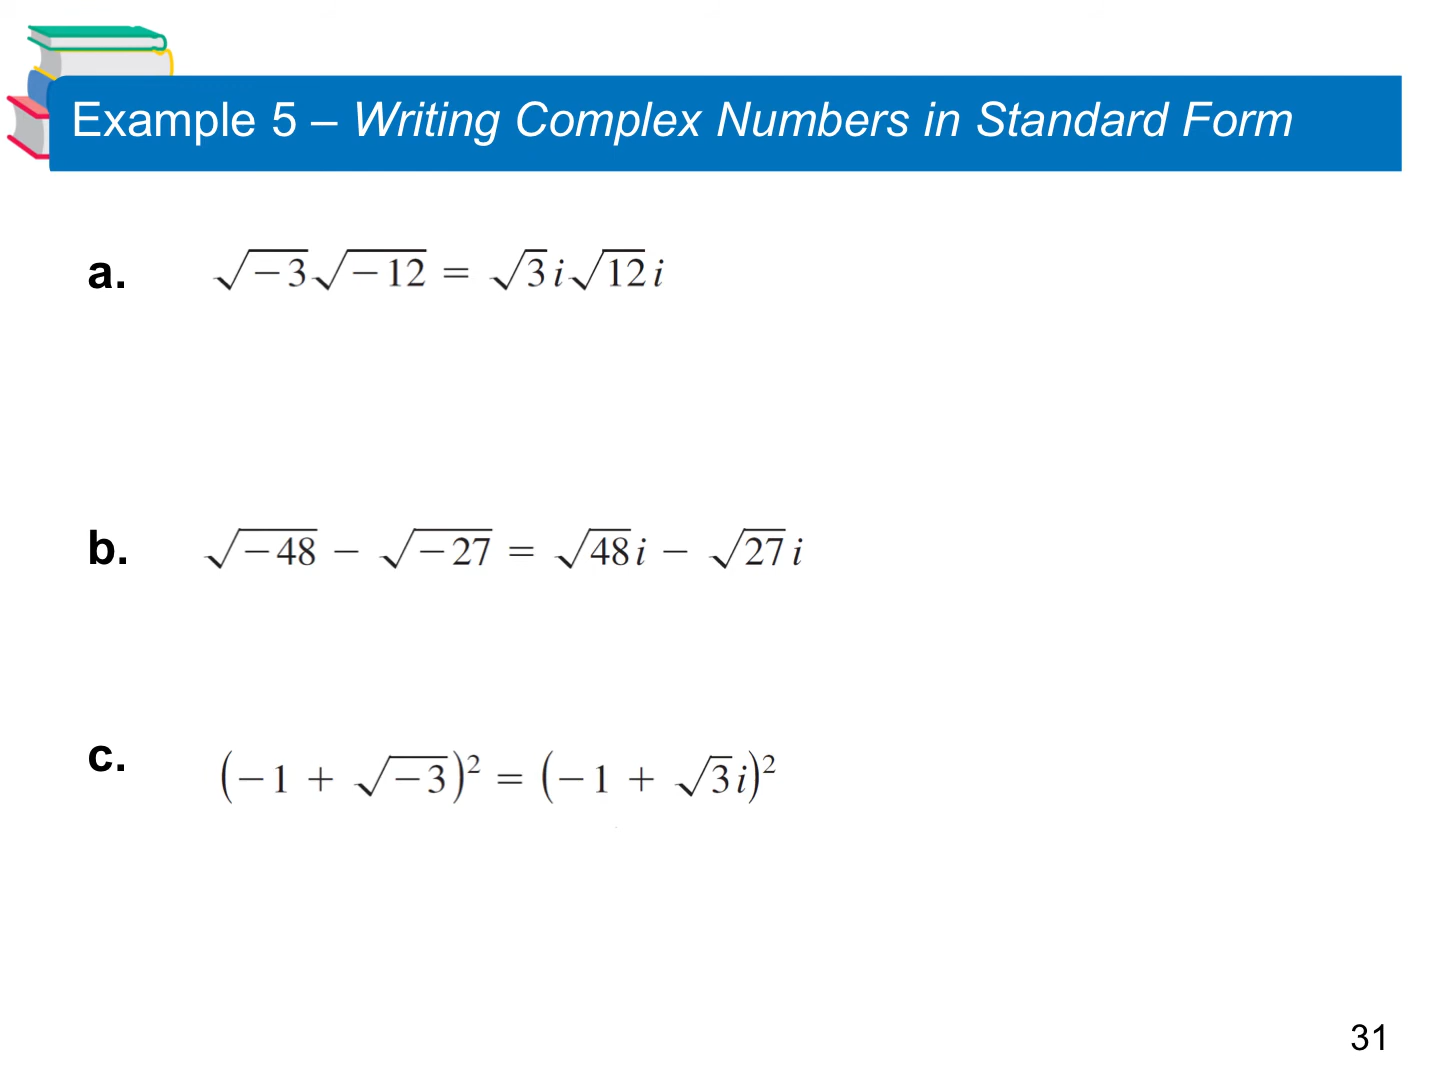 Example 5 – Writing Complex Numbers in Standard Form
a. √−3√−12 = √3 i√12 i
b. √−48 − √−27 = √48 i − √27 i
c. (−1 + √−3)² = (−1 + √3 i)²
31